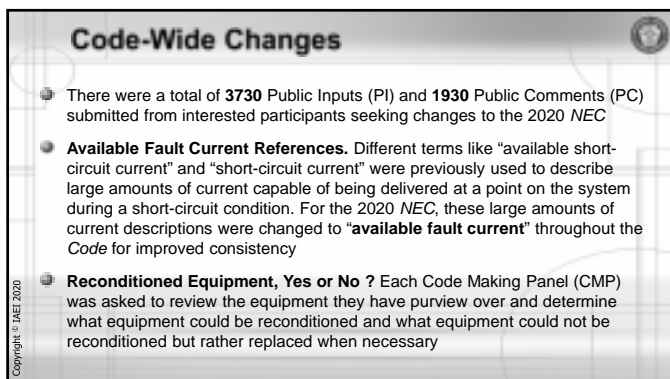 Code-Wide Changes
There were a total of 3730 Public Inputs (PI) and 1930 Public Comments (PC)
submitted from interested participants seeking changes to the 2020 NEC
Available Fault Current References. Different terms like “available short-
circuit current” and “short-circuit current” were previously used to describe
large amounts of current capable of being delivered at a point on the system
during a short-circuit condition. For the 2020 NEC, these large amounts of
current descriptions were changed to “available fault current” throughout the
Code for improved consistency
Reconditioned Equipment, Yes or No ? Each Code Making Panel (CMP)
was asked to review the equipment they have purview over and determine
what equipment could be reconditioned and what equipment could not be
reconditioned but rather replaced when necessary
Copyright © IAEI 2020